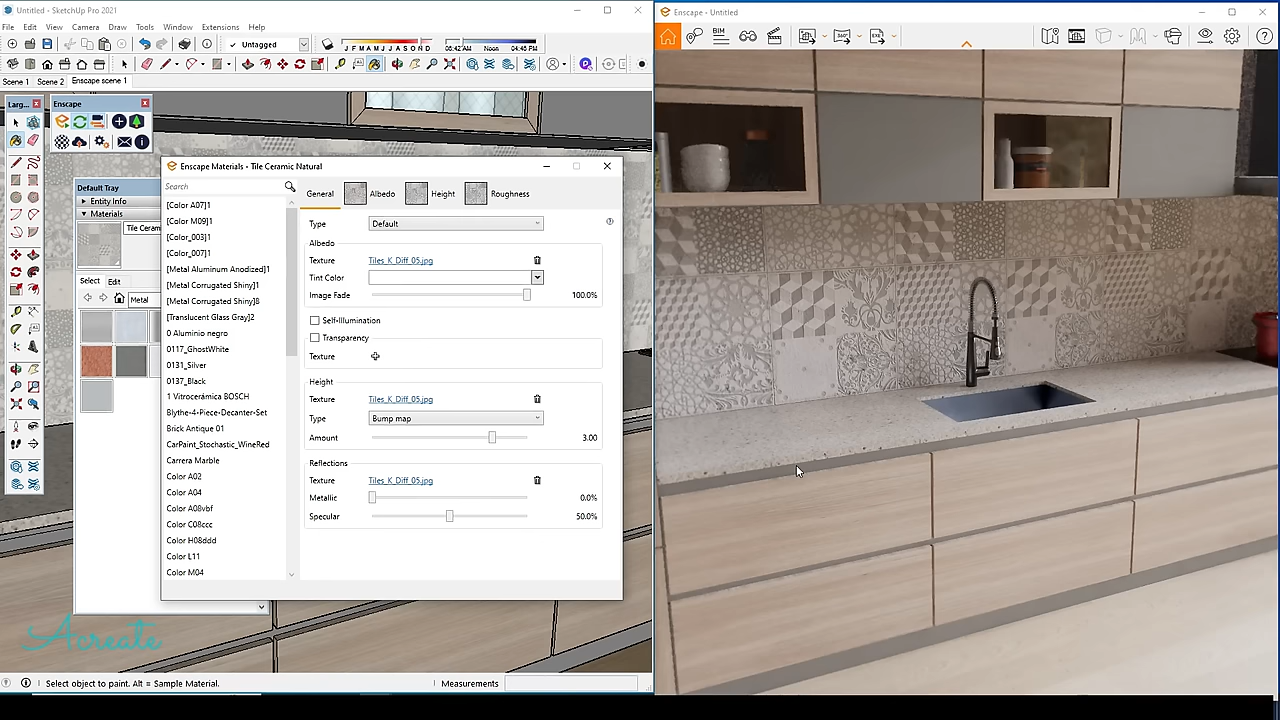 Untitled - SketchUp Pro 2021
File Edit View Camera Draw Tools Window Extensions Help
Untagged
J F M A M J J A S O N D
06:42 AM Noon 04:45 PM
Scene 1 Scene 2 Enscape scene 1
Larg...
Enscape
Default Tray
Entity Info
Materials
Tile Ceram
Select Edit
Metal
Enscape Materials - Tile Ceramic Natural
Search
[Color A07]1
[Color M09]1
[Color_003]1
[Color_007]1
[Metal Aluminum Anodized]1
[Metal Corrugated Shiny]1
[Metal Corrugated Shiny]8
[Translucent Glass Gray]2
0 Aluminio negro
0117_GhostWhite
0131_Silver
0137_Black
1 Vitrocerámica BOSCH
Blythe-4-Piece-Decanter-Set
Brick Antique 01
CarPaint_Stochastic_WineRed
Carrera Marble
Color A02
Color A04
Color A08vbf
Color C08ccc
Color H08ddd
Color L11
Color M04
General Albedo Height Roughness
Type Default
Albedo
Texture Tiles_K_Diff_05.jpg
Tint Color
Image Fade 100.0%
Self-Illumination
Transparency
Texture
Height
Texture Tiles_K_Diff_05.jpg
Type Bump map
Amount 3.00
Reflections
Texture Tiles_K_Diff_05.jpg
Metallic 0.0%
Specular 50.0%
Acreate
Select object to paint. Alt = Sample Material.
Measurements
Enscape - Untitled
BIM